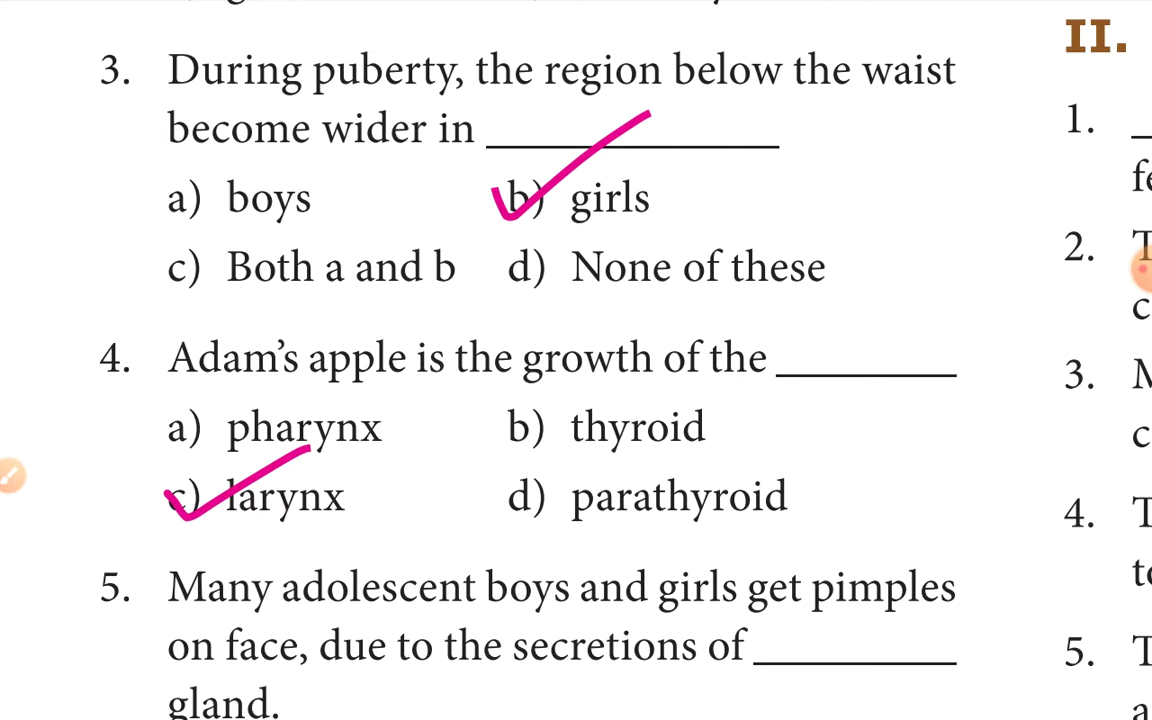 3. During puberty, the region below the waist
become wider in ____________
a) boys b) girls
c) Both a and b d) None of these
4. Adam’s apple is the growth of the ________
a) pharynx b) thyroid
c) larynx d) parathyroid
5. Many adolescent boys and girls get pimples
on face, due to the secretions of _________
gland.
II.
1.
2.
3.
4.
5.